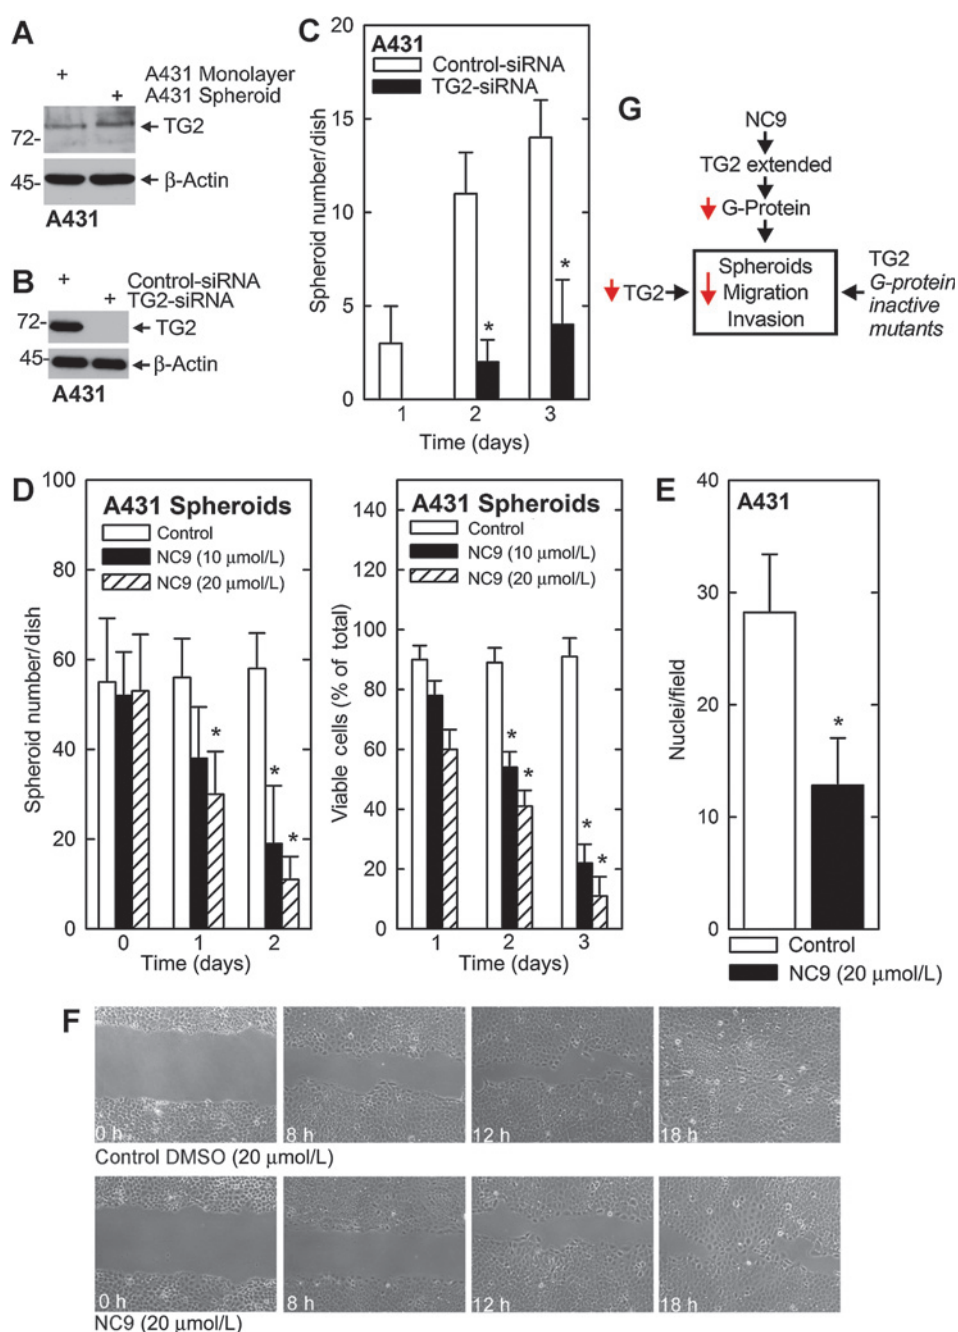 A
+
A431 Monolayer
+
A431 Spheroid
72-
TG2
45-
β-Actin
A431
B
+
Control-siRNA
+
TG2-siRNA
72-
TG2
45-
β-Actin
A431
C
A431
Control-siRNA
TG2-siRNA
20
15
10
5
0
Spheroid number/dish
*
*
1 2 3
Time (days)
G
NC9
TG2 extended
G-Protein
TG2
Spheroids
Migration
Invasion
TG2
G-protein
inactive
mutants
D
A431 Spheroids
Control
NC9 (10 μmol/L)
NC9 (20 μmol/L)
100
80
60
40
20
0
Spheroid number/dish
*
*
*
0 1 2
Time (days)
A431 Spheroids
Control
NC9 (10 μmol/L)
NC9 (20 μmol/L)
140
120
100
80
60
40
20
0
Viable cells (% of total)
*
*
*
*
1 2 3
Time (days)
E
A431
40
30
20
10
0
Nuclei/field
*
Control
NC9 (20 μmol/L)
F
0 h 8 h 12 h 18 h
Control DMSO (20 μmol/L)
0 h 8 h 12 h 18 h
NC9 (20 μmol/L)